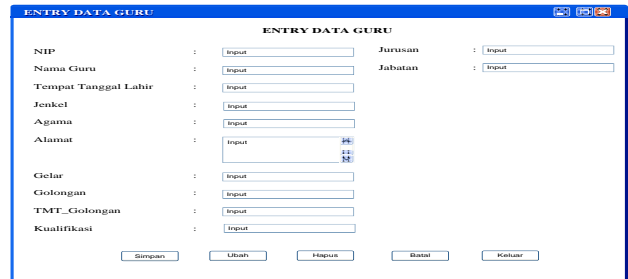 ENTRY DATA GURU
ENTRY DATA GURU
NIP : Input
Nama Guru : Input
Tempat Tanggal Lahir : Input
Jenkel : Input
Agama : Input
Alamat : Input
Gelar : Input
Golongan : Input
TMT_Golongan : Input
Kualifikasi : Input
Jurusan : Input
Jabatan : Input
Simpan Ubah Hapus Batal Keluar